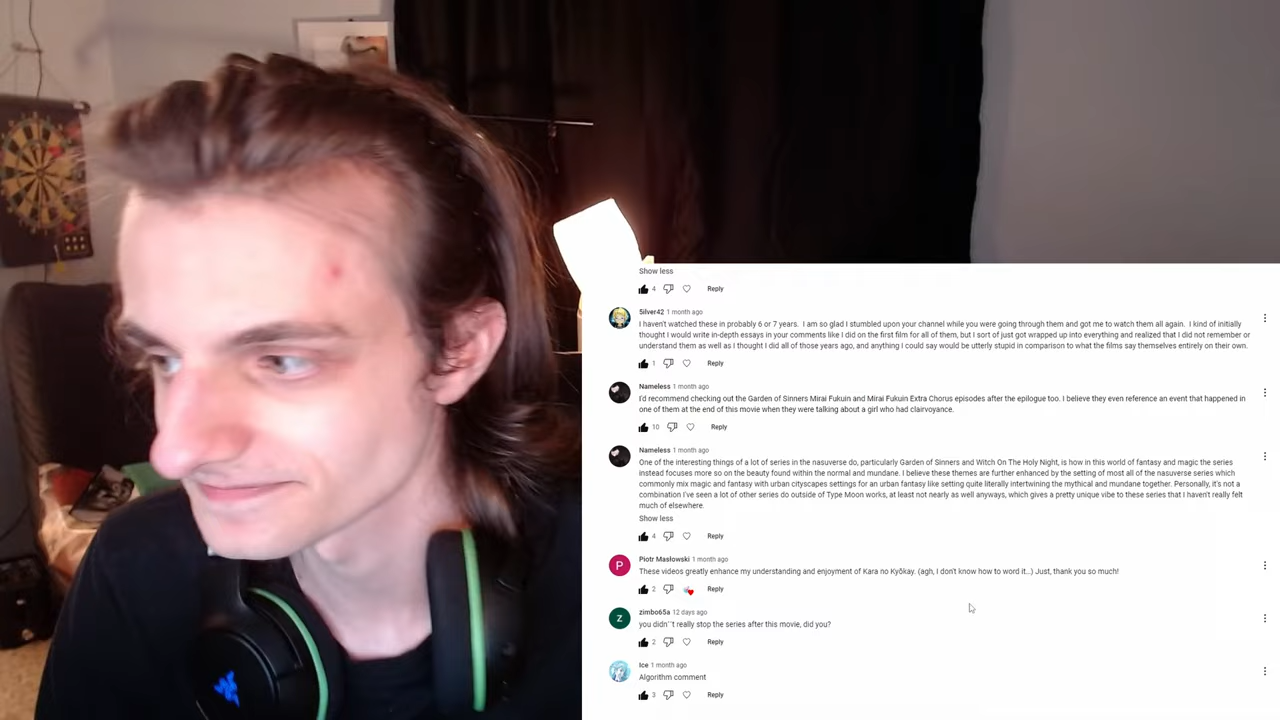 Show less
4 Reply
5ilver42 1 month ago
I haven't watched these in probably 6 or 7 years. I am so glad I stumbled upon your channel while you were going through them and got me to watch them all again. I kind of initially
thought I would write in-depth essays in your comments like I did on the first film for all of them, but I sort of just got wrapped up into everything and realized that I did not remember or
understand them as well as I thought I did all of those years ago, and anything I could say would be utterly stupid in comparison to what the films say themselves entirely on their own.
1 Reply
Nameless 1 month ago
I'd recommend checking out the Garden of Sinners Mirai Fukuin and Mirai Fukuin Extra Chorus episodes after the epilogue too. I believe they even reference an event that happened in
one of them at the end of this movie when they were talking about a girl who had clairvoyance.
10 Reply
Nameless 1 month ago
One of the interesting things of a lot of series in the nasuverse do, particularly Garden of Sinners and Witch On The Holy Night, is how in this world of fantasy and magic the series
instead focuses more so on the beauty found within the normal and mundane. I believe these themes are further enhanced by the setting of most all of the nasuverse series which
commonly mix magic and fantasy with urban cityscapes settings for an urban fantasy like setting quite literally intertwining the mythical and mundane together. Personally, it's not a
combination I've seen a lot of other series do outside of Type Moon works, at least not nearly as well anyways, which gives a pretty unique vibe to these series that I haven't really felt
much of elsewhere.
Show less
4 Reply
P
Piotr Masłowski 1 month ago
These videos greatly enhance my understanding and enjoyment of Kara no Kyōkay. (agh, I don't know how to word it...) Just, thank you so much!
2 Reply
Z
zimbo65a 12 days ago
you didn´t really stop the series after this movie, did you?
2 Reply
Ice 1 month ago
Algorithm comment
3 Reply